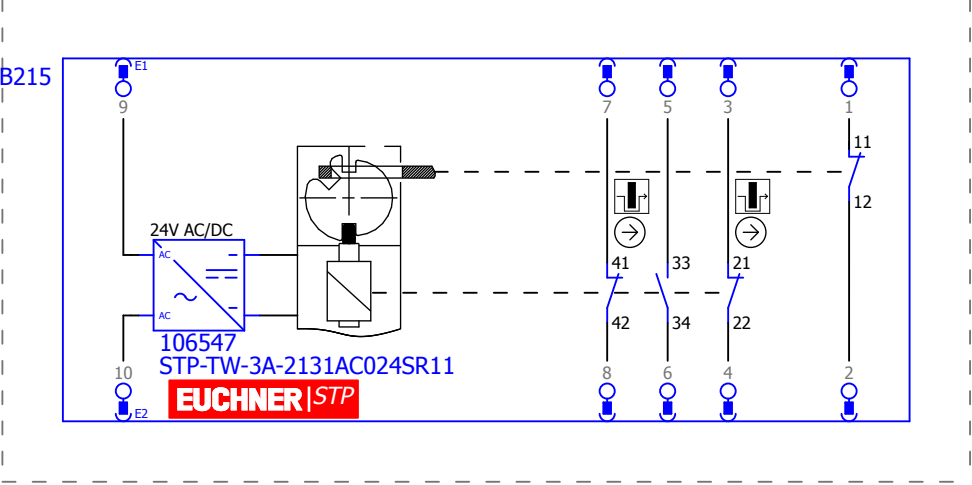 E1
B215
9
7
5
3
1
11
12
24V AC/DC
AC
AC
41
33
21
42
34
22
106547
STP-TW-3A-2131AC024SR11
EUCHNER|STP
10
8
6
4
2
E2